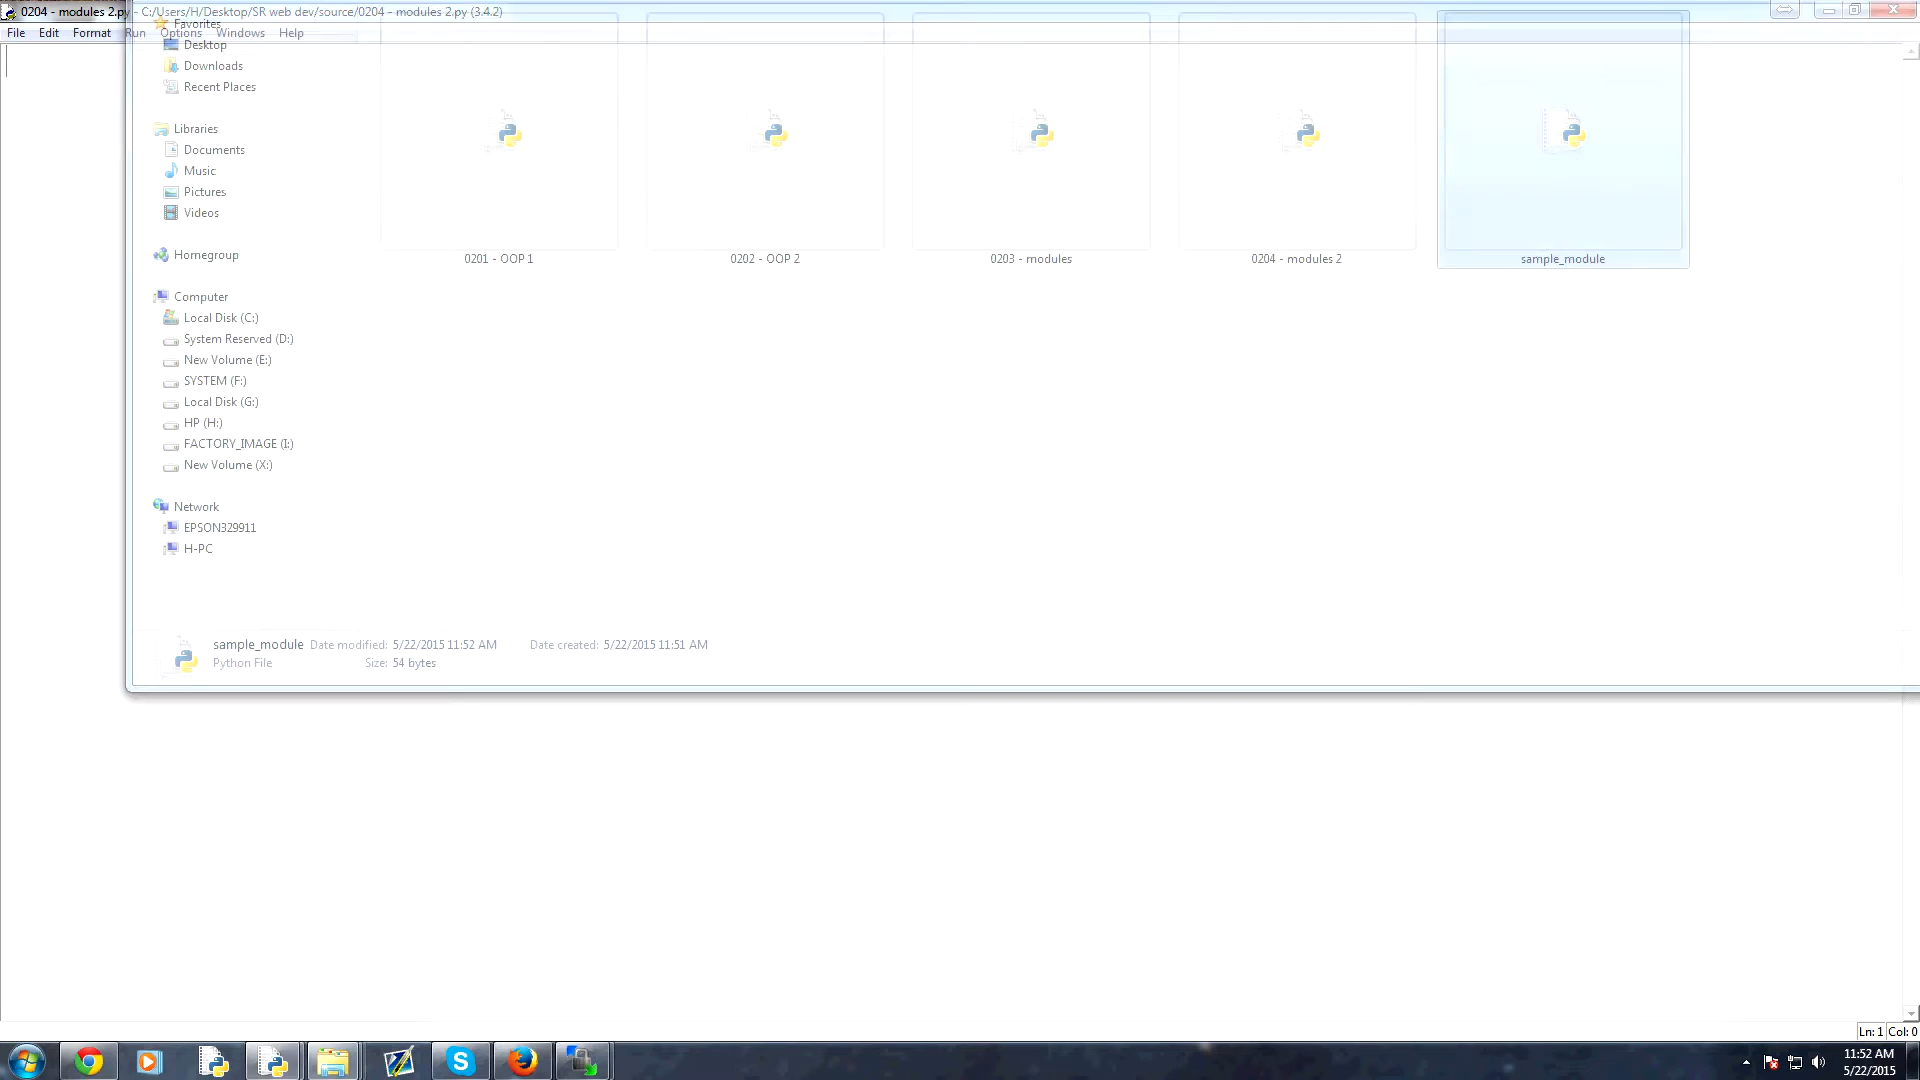 0204 - modules 2.py - C:/Users/H/Desktop/SR web dev/source/0204 - modules 2.py (3.4.2)
File Edit Format Run Options Windows Help
Favorites
Desktop
Downloads
Recent Places
Libraries
Documents
Music
Pictures
Videos
Homegroup
Computer
Local Disk (C:)
System Reserved (D:)
New Volume (E:)
SYSTEM (F:)
Local Disk (G:)
HP (H:)
FACTORY_IMAGE (I:)
New Volume (X:)
Network
EPSON329911
H-PC
0201 - OOP 1
0202 - OOP 2
0203 - modules
0204 - modules 2
sample_module
sample_module Date modified: 5/22/2015 11:52 AM Date created: 5/22/2015 11:51 AM
Python File Size: 54 bytes
Ln: 1 Col: 0
11:52 AM
5/22/2015